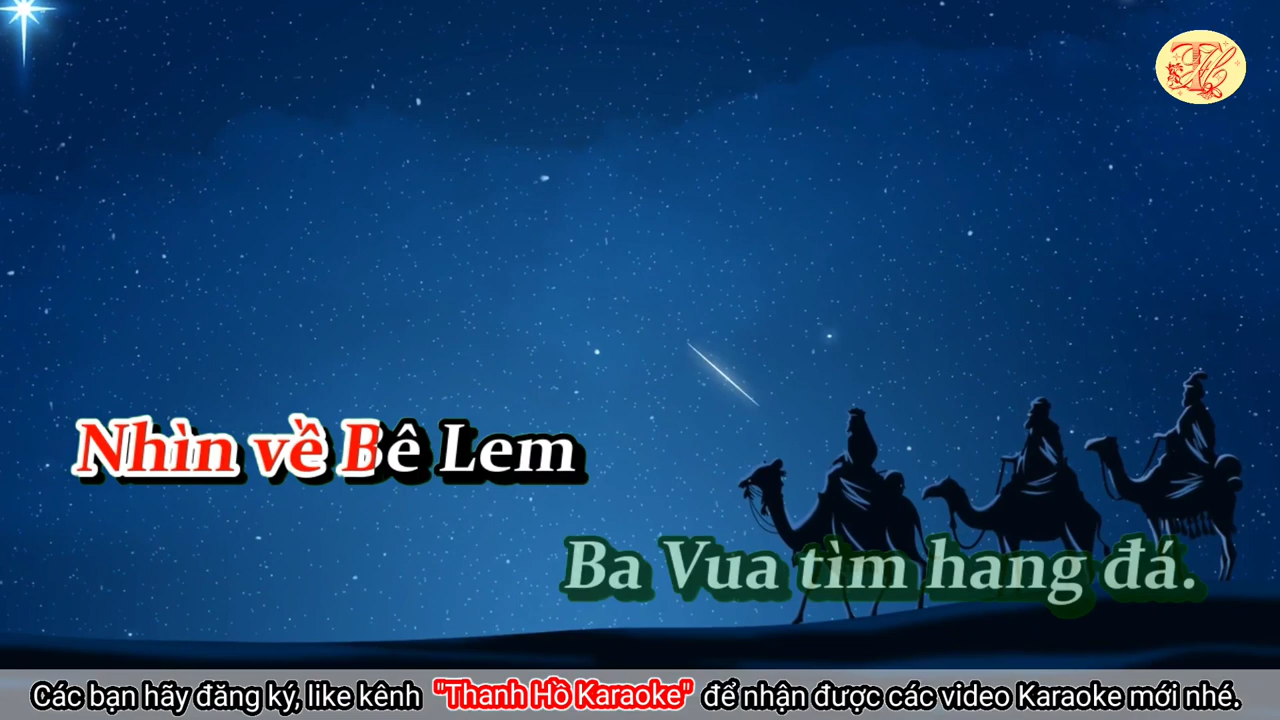 Nhìn về Bê Lem
Ba Vua tìm hang đá.
Các bạn hãy đăng ký, like kênh "Thanh Hồ Karaoke" để nhận được các video Karaoke mới nhé.